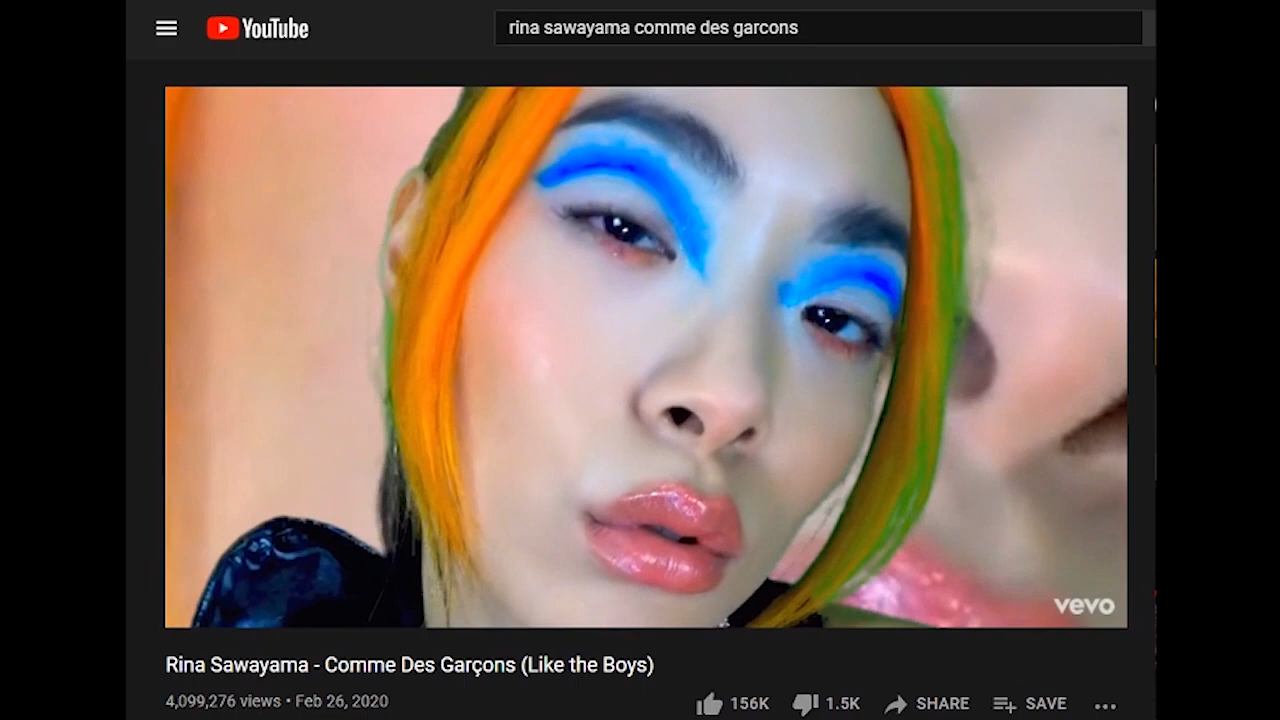 YouTube
rina sawayama comme des garcons
vevo
Rina Sawayama - Comme Des Garçons (Like the Boys)
4,099,276 views • Feb 26, 2020
156K
1.5K
SHARE
SAVE